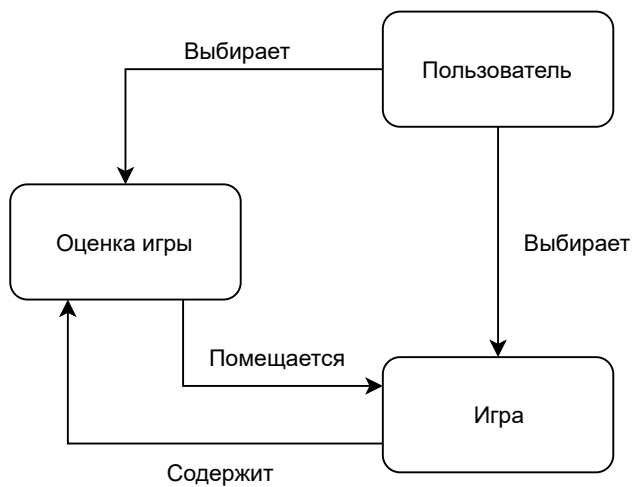 Выбирает
Пользователь
Оценка игры
Выбирает
Помещается
Игра
Содержит